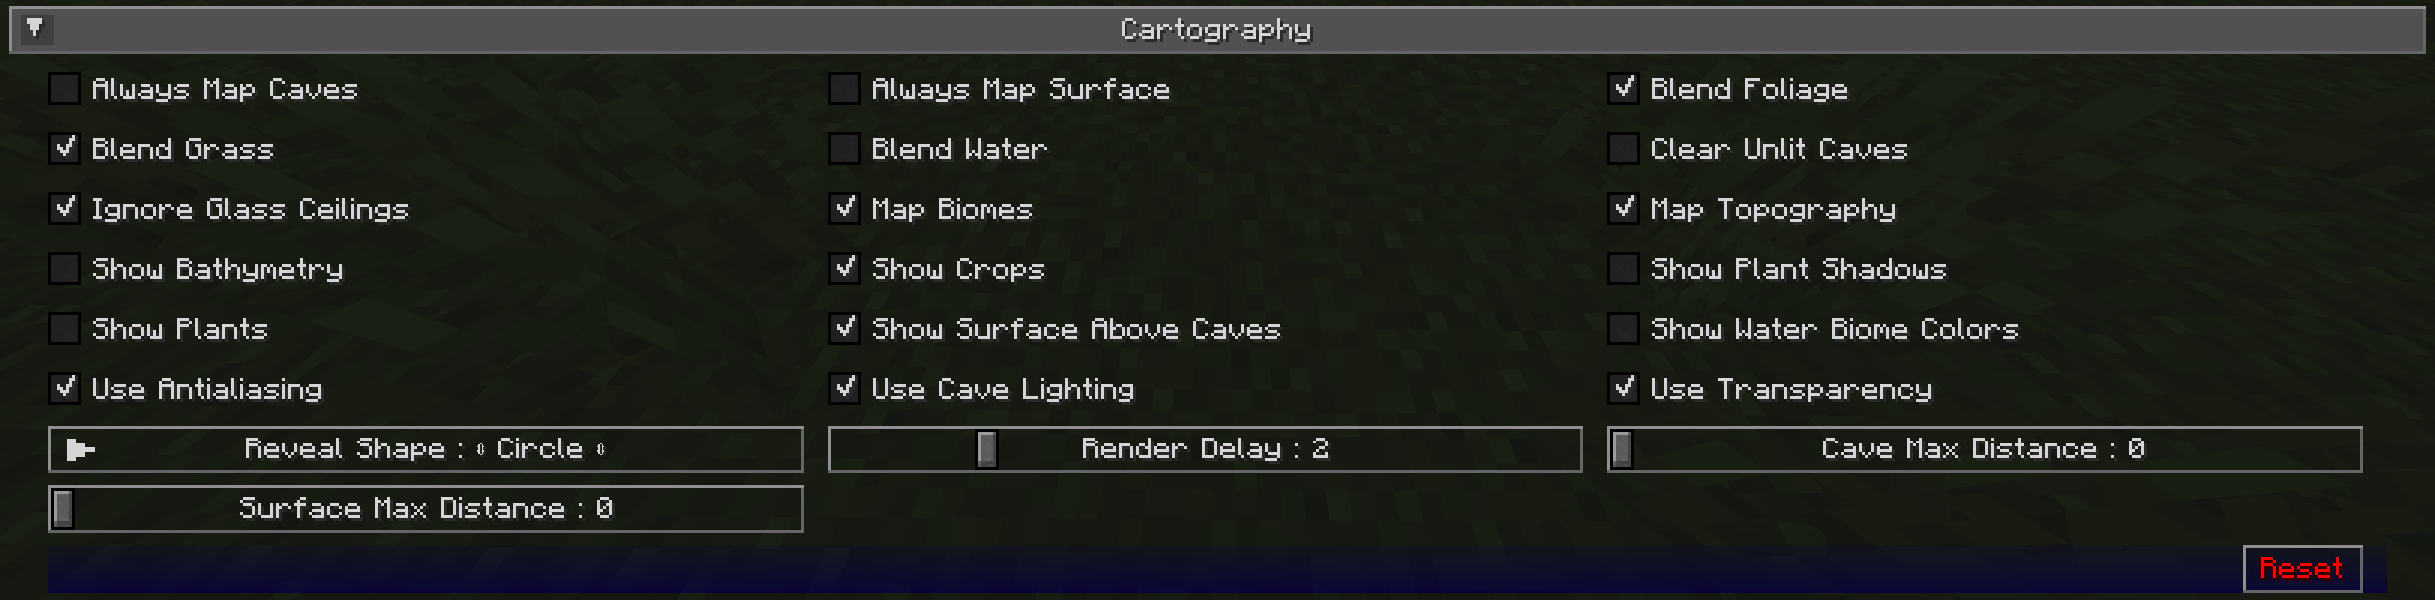 Cartography
Always Map Caves Always Map Surface Blend Foliage
Blend Grass Blend Water Clear Unlit Caves
Ignore Glass Ceilings Map Biomes Map Topography
Show Bathymetry Show Crops Show Plant Shadows
Show Plants Show Surface Above Caves Show Water Biome Colors
Use Antialiasing Use Cave Lighting Use Transparency
Reveal Shape : ⇕ Circle ⇕ Render Delay : 2 Cave Max Distance : 0
Surface Max Distance : 0
Reset